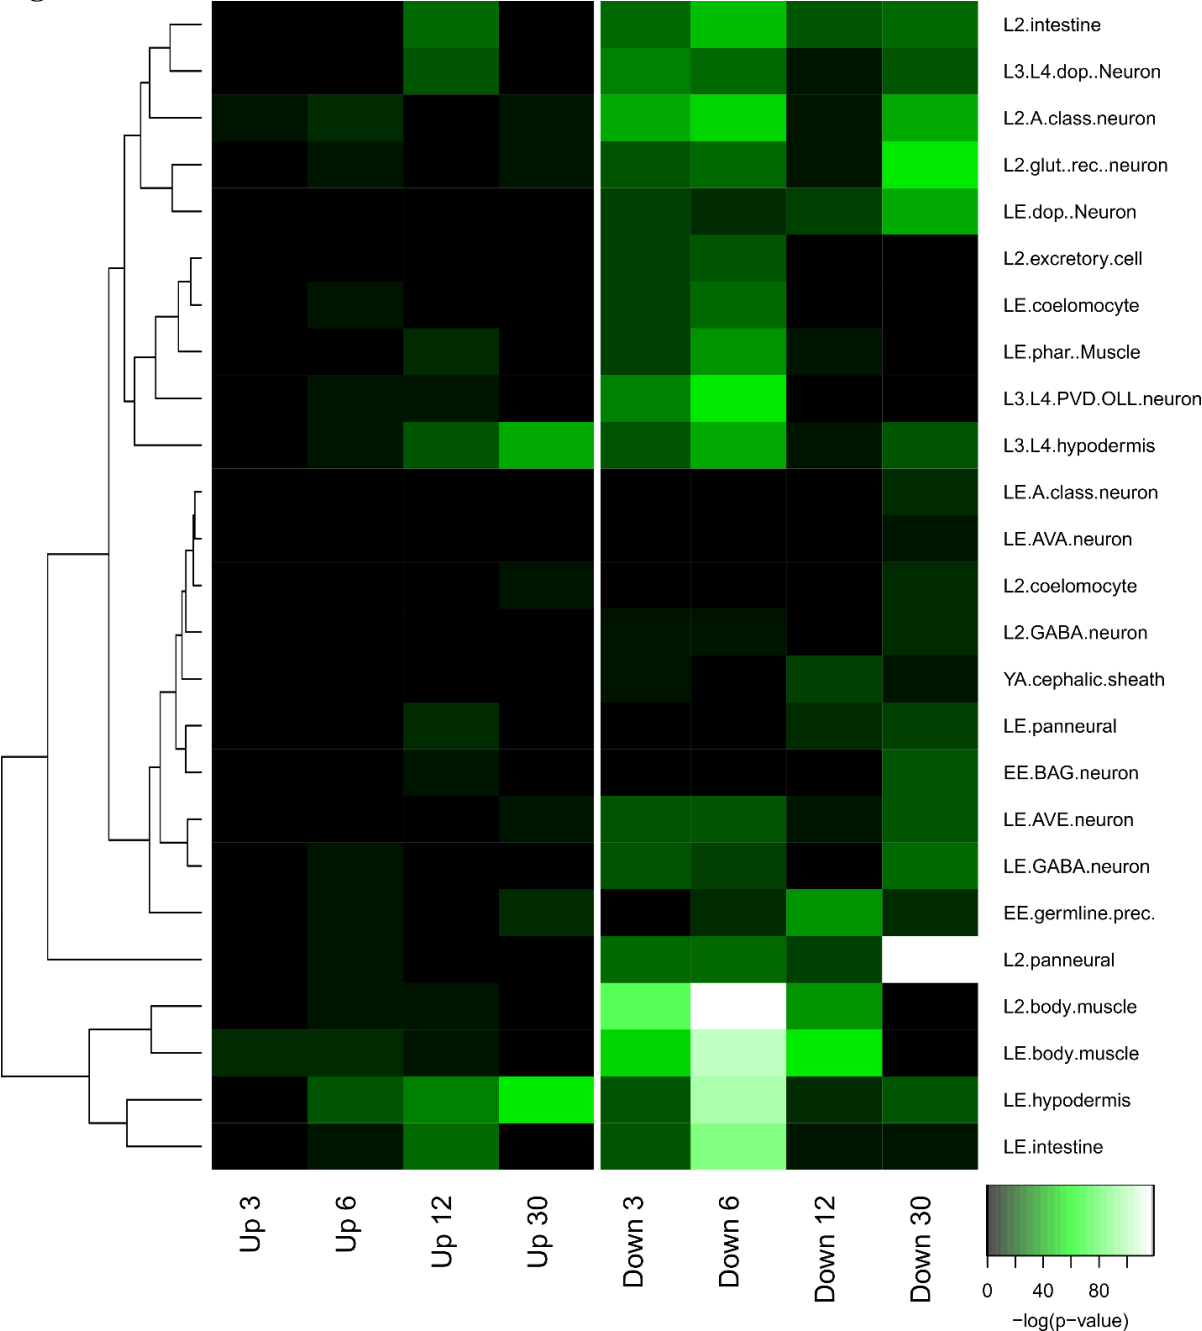 L2.intestine
L3.L4.dop..Neuron
L2.A.class.neuron
L2.glut..rec..neuron
LE.dop..Neuron
L2.excretory.cell
LE.coelomocyte
LE.phar..Muscle
L3.L4.PVD.OLL.neuron
L3.L4.hypodermis
LE.A.class.neuron
LE.AVA.neuron
L2.coelomocyte
L2.GABA.neuron
YA.cephalic.sheath
LE.panneural
EE.BAG.neuron
LE.AVE.neuron
LE.GABA.neuron
EE.germline.prec.
L2.panneural
L2.body.muscle
LE.body.muscle
LE.hypodermis
LE.intestine
Up 3
Up 6
Up 12
Up 30
Down 3
Down 6
Down 12
Down 30
0 40 80
−log(p−value)